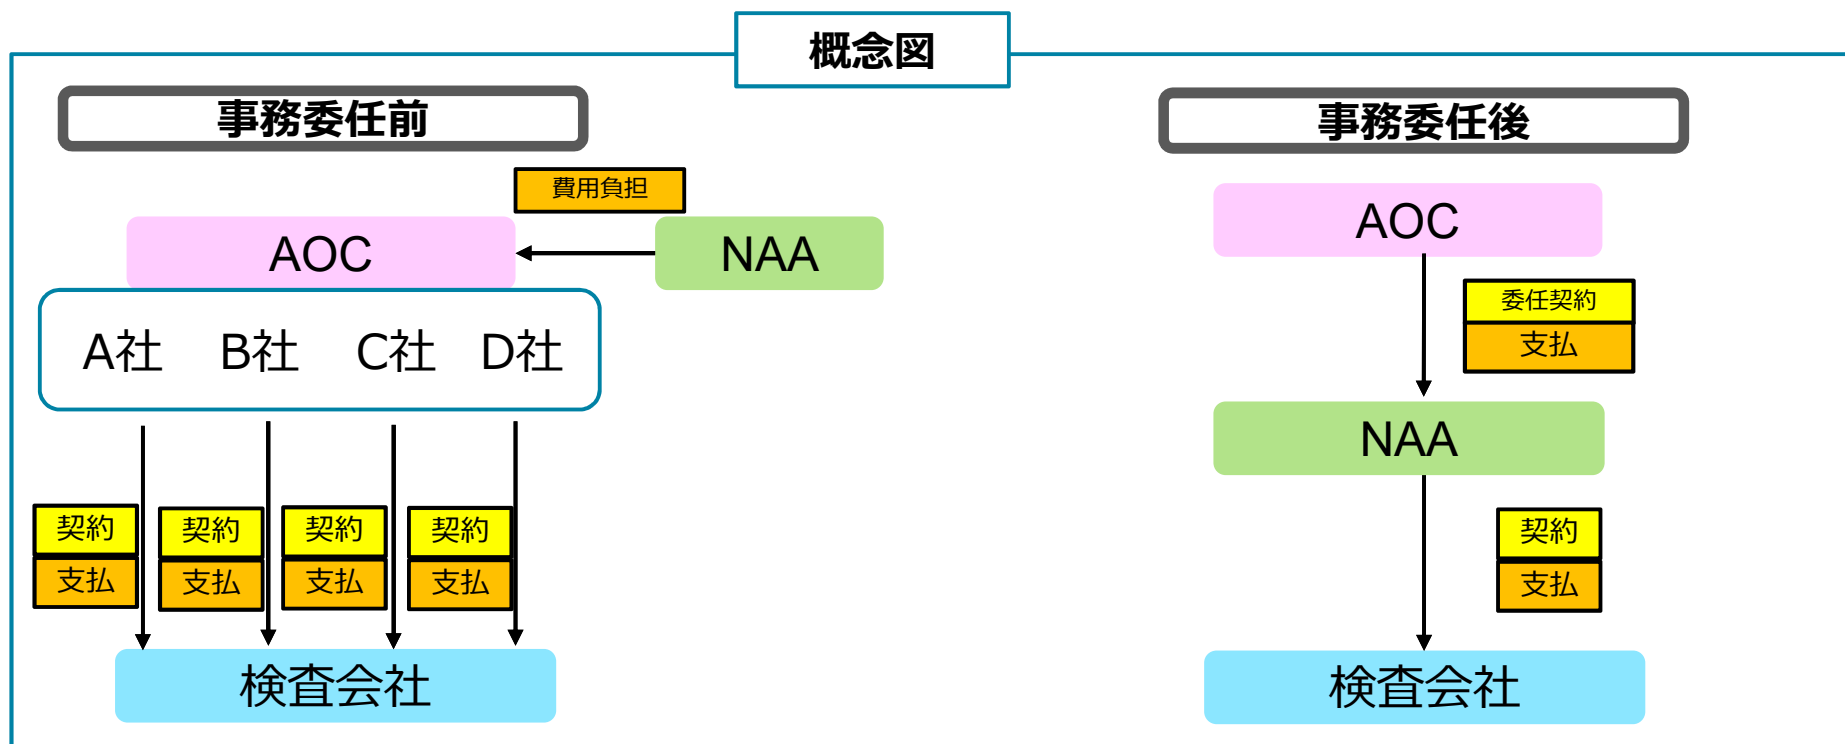 概念図
事務委任前
費用負担
AOC
NAA
A社 B社 C社 D社
契約 契約 契約 契約
支払 支払 支払 支払
検査会社
事務委任後
AOC
委任契約
支払
NAA
契約
支払
検査会社